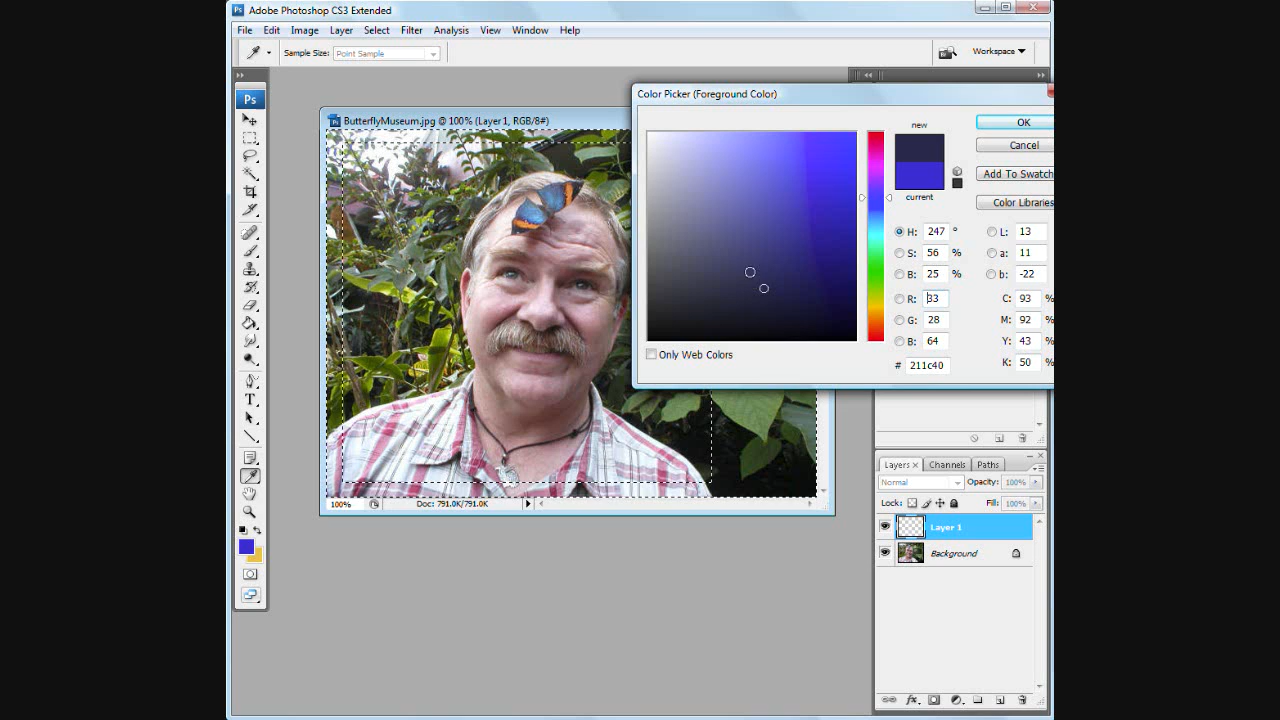 Adobe Photoshop CS3 Extended
File Edit Image Layer Select Filter Analysis View Window Help
Sample Size: Point Sample Workspace
Ps
ButterflyMuseum.jpg @ 100% (Layer 1, RGB/8#)
100% Doc: 791.0K/791.0K
Color Picker (Foreground Color)
new
current
OK
Cancel
Add To Swatch
Color Libraries
H: 247 ° L: 13
S: 56 % a: 11
B: 25 % b: -22
R: 33 C: 93 %
G: 28 M: 92 %
B: 64 Y: 43 %
# 211c40 K: 50 %
Only Web Colors
T
Layers × Channels Paths
Normal Opacity: 100%
Lock: Fill: 100%
Layer 1
Background
fx